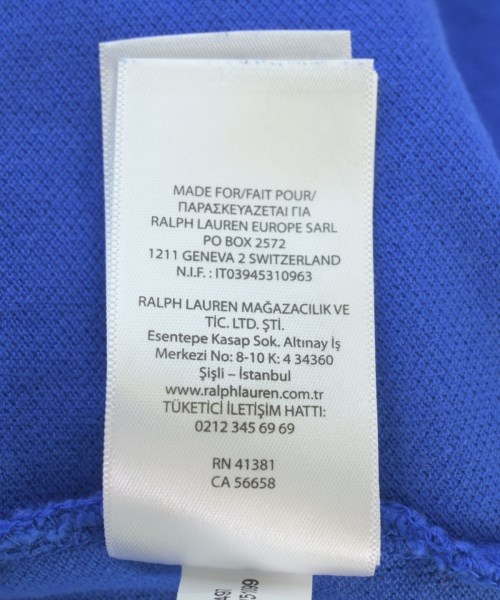 MADE FOR/FAIT POUR/
ΠΑΡΑΣΚΕΥΑΖΕΤΑΙ ΓΙΑ
RALPH LAUREN EUROPE SARL
PO BOX 2572
1211 GENEVA 2 SWITZERLAND
N.I.F. : IT03945310963
RALPH LAUREN MAĞAZACILIK VE
TİC. LTD. ŞTİ.
Esentepe Kasap Sok. Altınay İş
Merkezi No: 8-10 K: 4 34360
Şişli – İstanbul
www.ralphlauren.com.tr
TÜKETİCİ İLETİŞİM HATTI:
0212 345 69 69
RN 41381
CA 56658